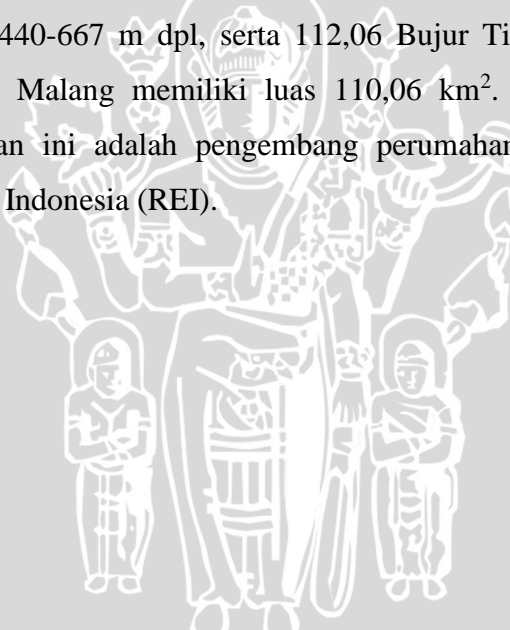 440-667 m dpl, serta 112,06 Bujur Ti
Malang memiliki luas 110,06 km².
an ini adalah pengembang perumahan
Indonesia (REI).